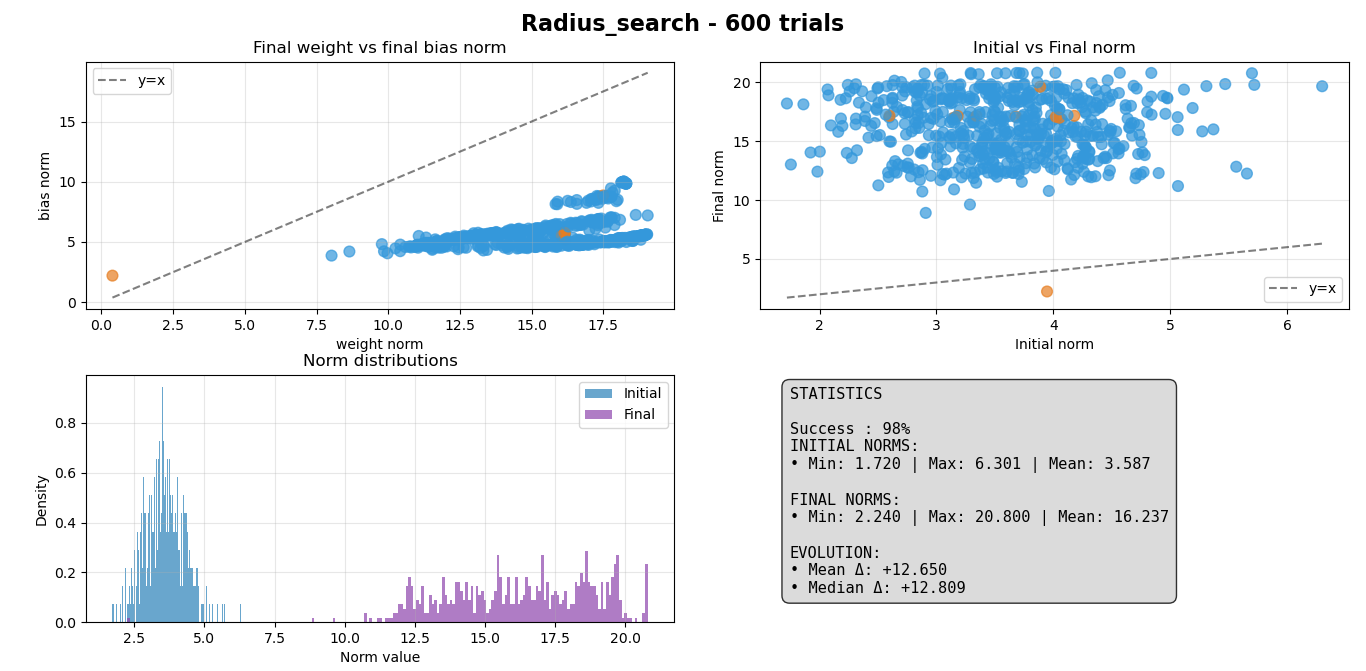 Radius_search - 600 trials
Final weight vs final bias norm
y=x
15
10
5
0
bias norm
0.0 2.5 5.0 7.5 10.0 12.5 15.0 17.5
weight norm
Initial vs Final norm
20
15
10
5
Final norm
y=x
2 3 4 5 6
Initial norm
Norm distributions
Initial
Final
0.8
0.6
0.4
0.2
0.0
Density
2.5 5.0 7.5 10.0 12.5 15.0 17.5 20.0
Norm value
STATISTICS
Success : 98%
INITIAL NORMS:
• Min: 1.720 | Max: 6.301 | Mean: 3.587
FINAL NORMS:
• Min: 2.240 | Max: 20.800 | Mean: 16.237
EVOLUTION:
• Mean Δ: +12.650
• Median Δ: +12.809